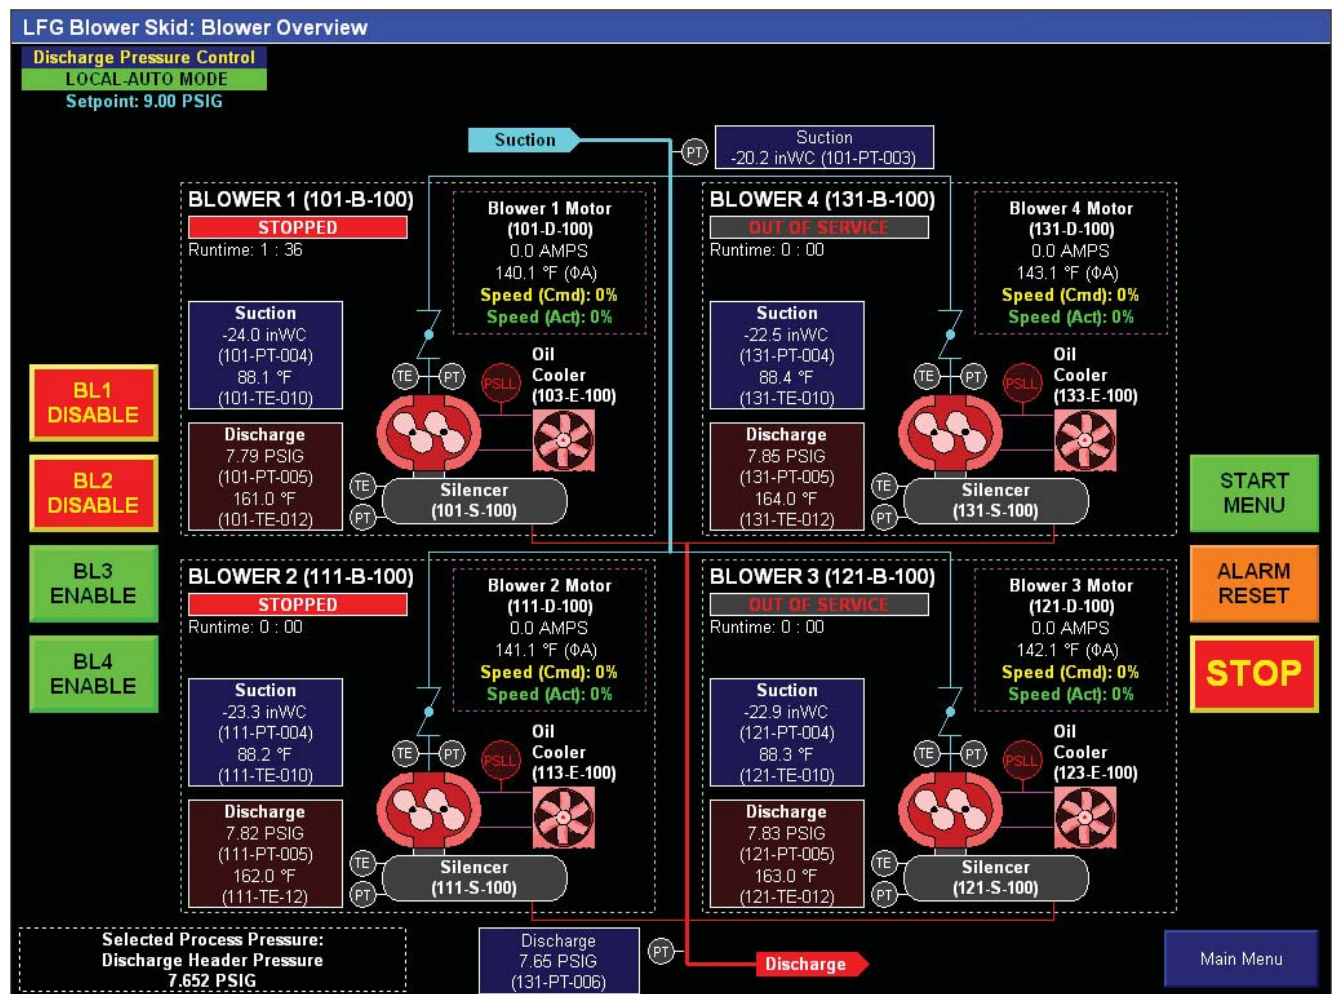 LFG Blower Skid: Blower Overview
Discharge Pressure Control
LOCAL-AUTO MODE
Setpoint: 9.00 PSIG
Suction
PT
Suction
-20.2 inWC (101-PT-003)
BLOWER 1 (101-B-100)
STOPPED
Runtime: 1 : 36
Blower 1 Motor
(101-D-100)
0.0 AMPS
140.1 °F (ΦA)
Speed (Cmd): 0%
Speed (Act): 0%
Suction
-24.0 inWC
(101-PT-004)
88.1 °F
(101-TE-010)
TE
PT
PSLL
Oil
Cooler
(103-E-100)
Discharge
7.79 PSIG
(101-PT-005)
161.0 °F
(101-TE-012)
TE
PT
Silencer
(101-S-100)
BLOWER 4 (131-B-100)
OUT OF SERVICE
Runtime: 0 : 00
Blower 4 Motor
(131-D-100)
0.0 AMPS
143.1 °F (ΦA)
Speed (Cmd): 0%
Speed (Act): 0%
Suction
-22.5 inWC
(131-PT-004)
88.4 °F
(131-TE-010)
TE
PT
PSLL
Oil
Cooler
(133-E-100)
Discharge
7.85 PSIG
(131-PT-005)
164.0 °F
(131-TE-012)
TE
PT
Silencer
(131-S-100)
BL1
DISABLE
BL2
DISABLE
BL3
ENABLE
BL4
ENABLE
START
MENU
ALARM
RESET
STOP
BLOWER 2 (111-B-100)
STOPPED
Runtime: 0 : 00
Blower 2 Motor
(111-D-100)
0.0 AMPS
141.1 °F (ΦA)
Speed (Cmd): 0%
Speed (Act): 0%
Suction
-23.3 inWC
(111-PT-004)
88.2 °F
(111-TE-010)
TE
PT
PSLL
Oil
Cooler
(113-E-100)
Discharge
7.82 PSIG
(111-PT-005)
162.0 °F
(111-TE-12)
TE
PT
Silencer
(111-S-100)
BLOWER 3 (121-B-100)
OUT OF SERVICE
Runtime: 0 : 00
Blower 3 Motor
(121-D-100)
0.0 AMPS
142.1 °F (ΦA)
Speed (Cmd): 0%
Speed (Act): 0%
Suction
-22.9 inWC
(121-PT-004)
88.3 °F
(121-TE-010)
TE
PT
PSLL
Oil
Cooler
(123-E-100)
Discharge
7.83 PSIG
(121-PT-005)
163.0 °F
(121-TE-012)
TE
PT
Silencer
(121-S-100)
Selected Process Pressure:
Discharge Header Pressure
7.652 PSIG
Discharge
7.65 PSIG
(131-PT-006)
PT
Discharge
Main Menu